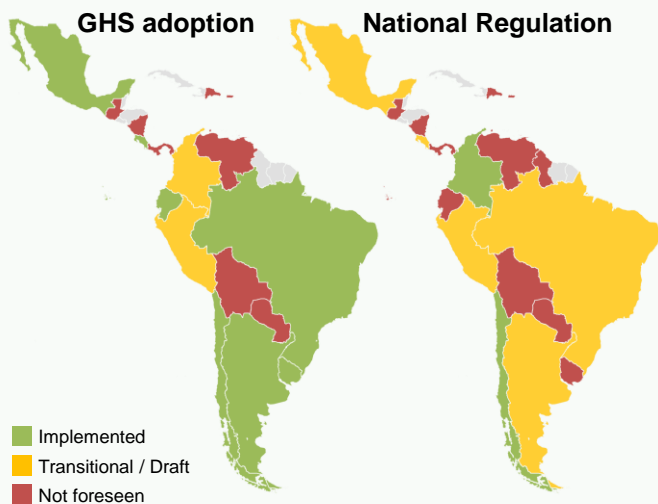 GHS adoption
National Regulation
Implemented
Transitional / Draft
Not foreseen